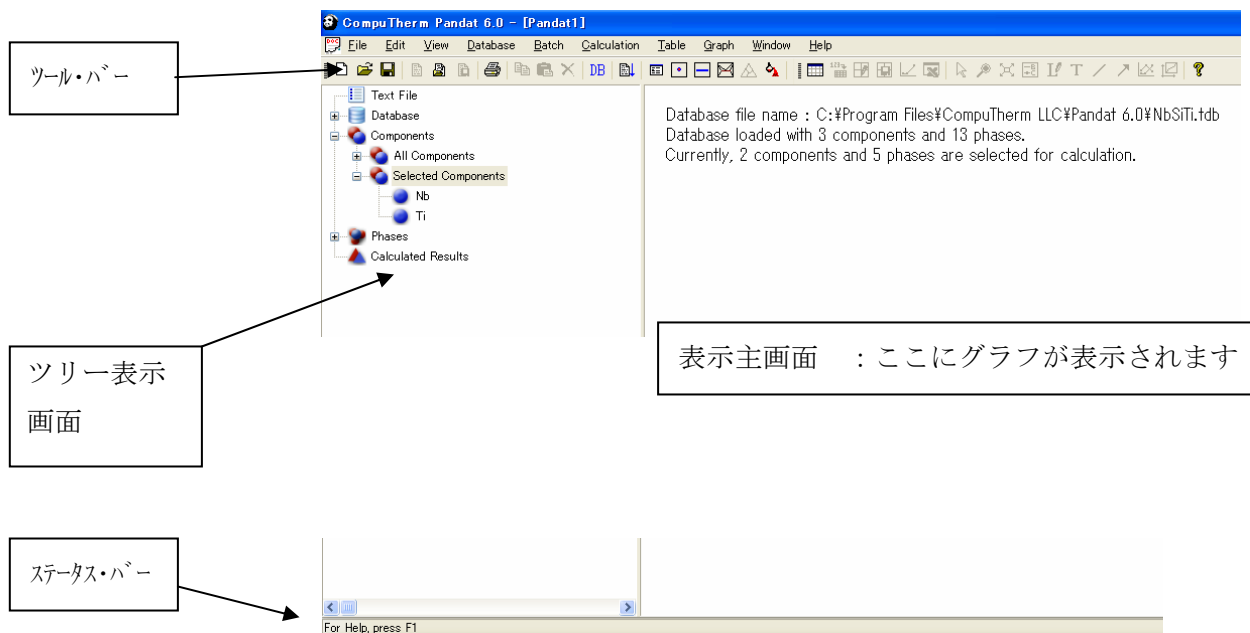 CompuTherm Pandat 6.0 - [Pandat1]
File Edit View Database Batch Calculation Table Graph Window Help
ﾂｰﾙ・ﾊﾞｰ
DB
T
?
Text File
Database
Components
All Components
Selected Components
Nb
Ti
Phases
Calculated Results
Database file name : C:¥Program Files¥CompuTherm LLC¥Pandat 6.0¥NbSiTi.tdb
Database loaded with 3 components and 13 phases.
Currently, 2 components and 5 phases are selected for calculation.
ツリー表示
画面
表示主画面 ：ここにグラフが表示されます
ｽﾃｰﾀｽ・ﾊﾞｰ
For Help, press F1